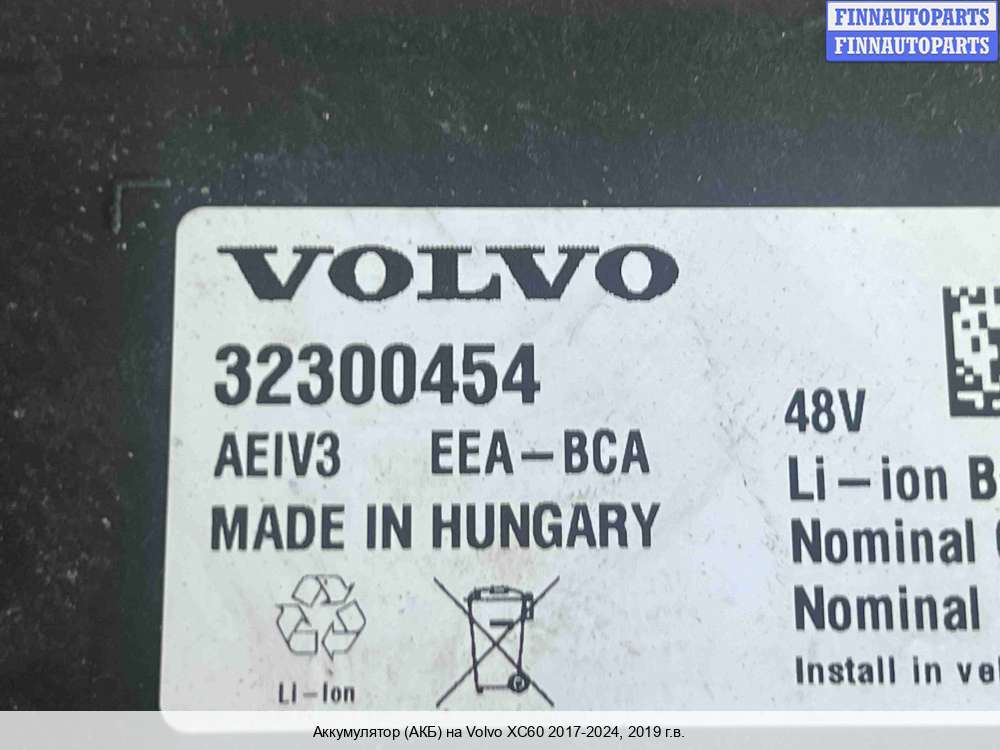 FINNAUTOPARTS
FINNAUTOPARTS
VOLVO
32300454
AEIV3 EEA-BCA
MADE IN HUNGARY
Li-Ion
48V
Li-ion B
Nominal
Nominal
Install in ve
Аккумулятор (АКБ) на Volvo XC60 2017-2024, 2019 г.в.